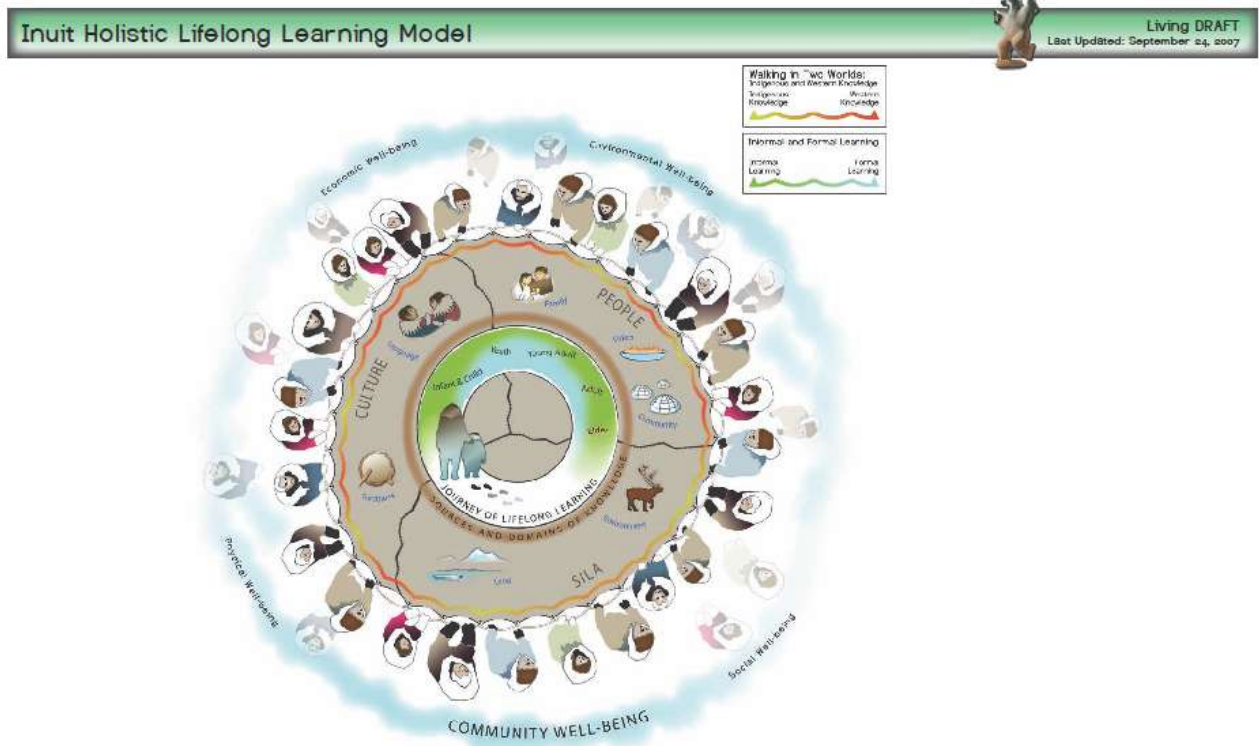 Inuit Holistic Lifelong Learning Model
Living DRAFT
Last Updated: September 24, 2007
Walking in Two Worlds:
Indigenous and Western Knowledge
Indigenous
Knowledge
Western
Knowledge
Informal and Formal Learning
Informal
Learning
Formal
Learning
Economic Well-being
Environmental Well-being
Family
PEOPLE
Language
CULTURE
Youth
Young Adult
Infant & Child
Adult
Elder
Community
Traditions
JOURNEY OF LIFELONG LEARNING
SOURCES AND DOMAINS OF KNOWLEDGE
Environment
Land
SILA
Physical Well-being
Social Well-being
COMMUNITY WELL-BEING